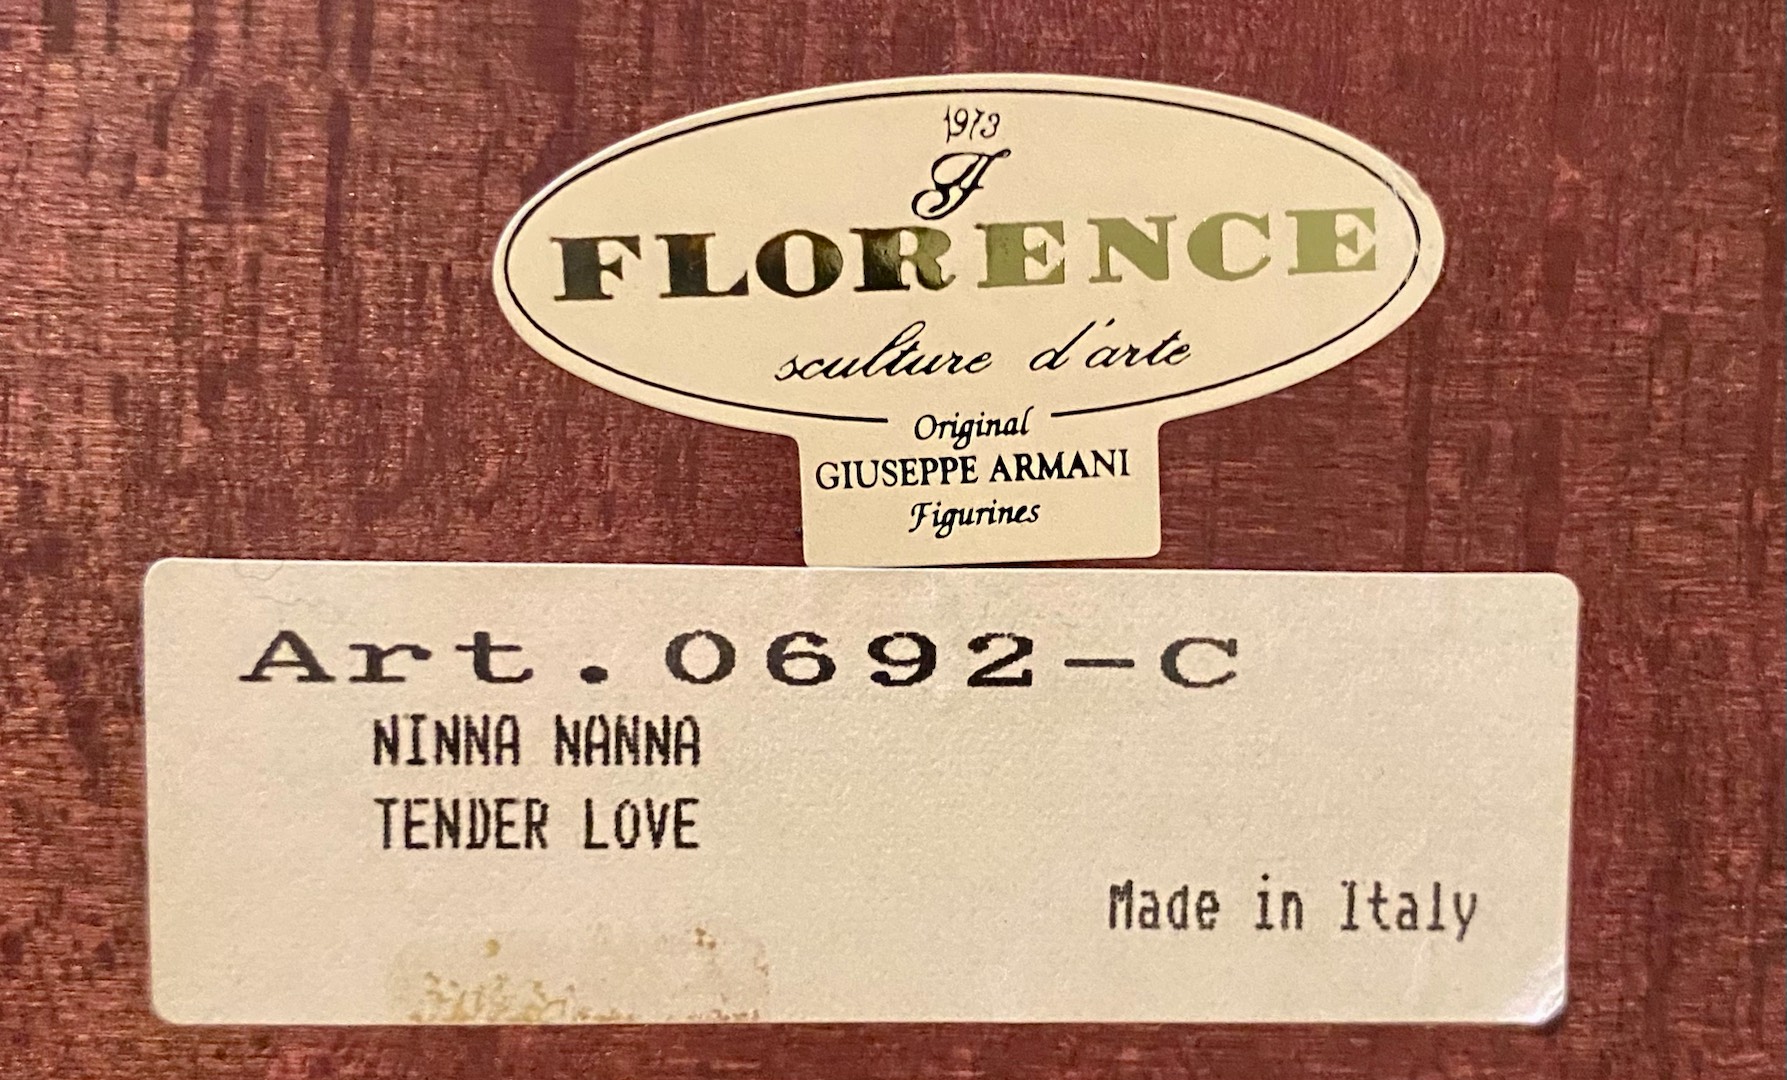 1973
F
FLORENCE
sculture d'arte
Original
GIUSEPPE ARMANI
Figurines
Art.0692-C
NINNA NANNA
TENDER LOVE
Made in Italy